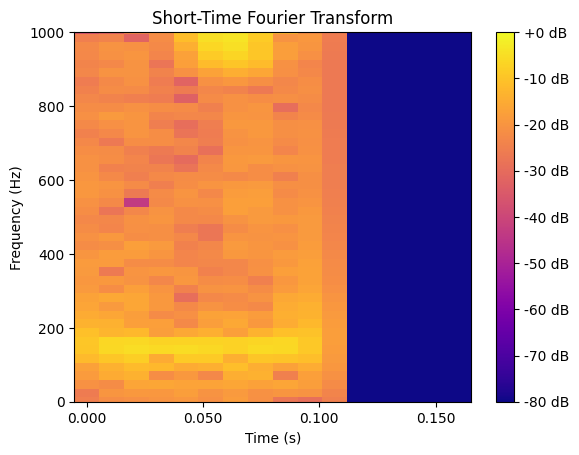 Short-Time Fourier Transform
1000
800
600
400
200
0
Frequency (Hz)
0.000
0.050
0.100
0.150
Time (s)
+0 dB
-10 dB
-20 dB
-30 dB
-40 dB
-50 dB
-60 dB
-70 dB
-80 dB